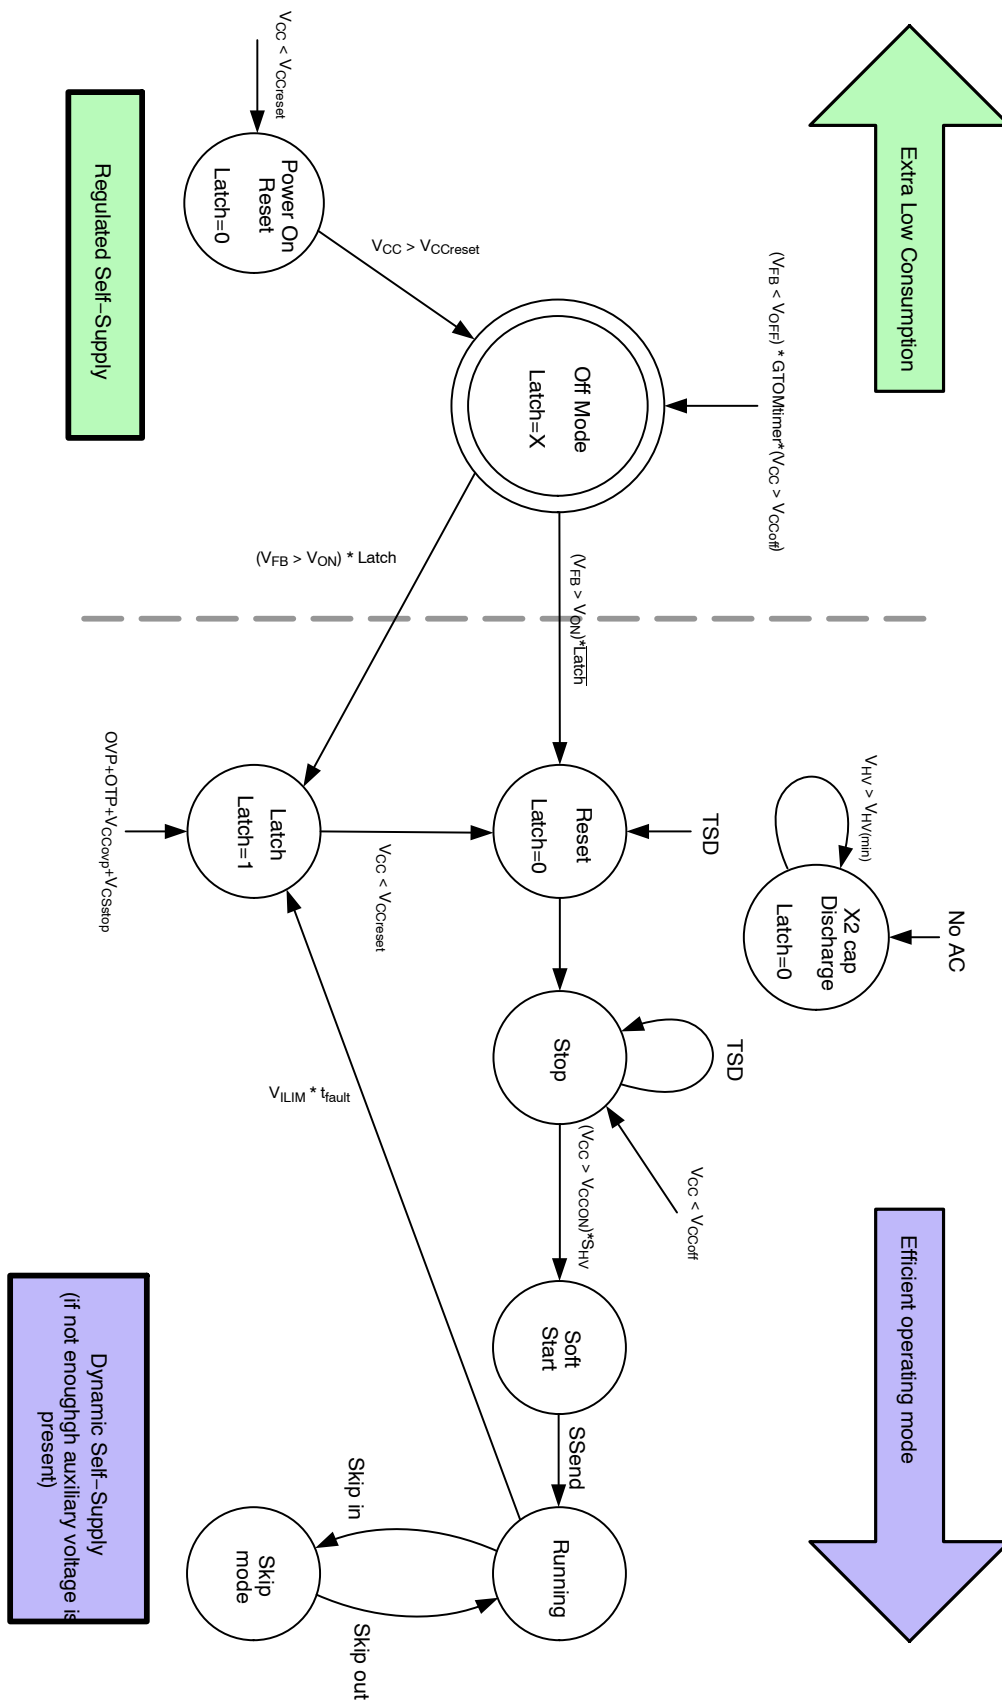 Extra Low Consumption
Efficient operating mode
(VFB < VOFF) * GTOMtimer*(VCC > VCCoff)
VHV > VHV(min)
No AC
X2 cap
Discharge
Latch=0
TSD
TSD
VCC < VCCoff
VCC < VCCreset
Power On
Reset
Latch=0
VCC > VCCreset
Off Mode
Latch=X
(VFB > VON)*L̅a̅t̅c̅h̅
Reset
Latch=0
Stop
(VCC > VCCON)*SHV
Soft
Start
SSend
Running
(VFB > VON) * Latch
Latch
Latch=1
VCC < VCCreset
OVP+OTP+VCCovp+VCSstop
VILIM * tfault
Skip in
Skip
mode
Skip out
Regulated Self−Supply
Dynamic Self−Supply
(if not enoughgh auxiliary voltage is
present)